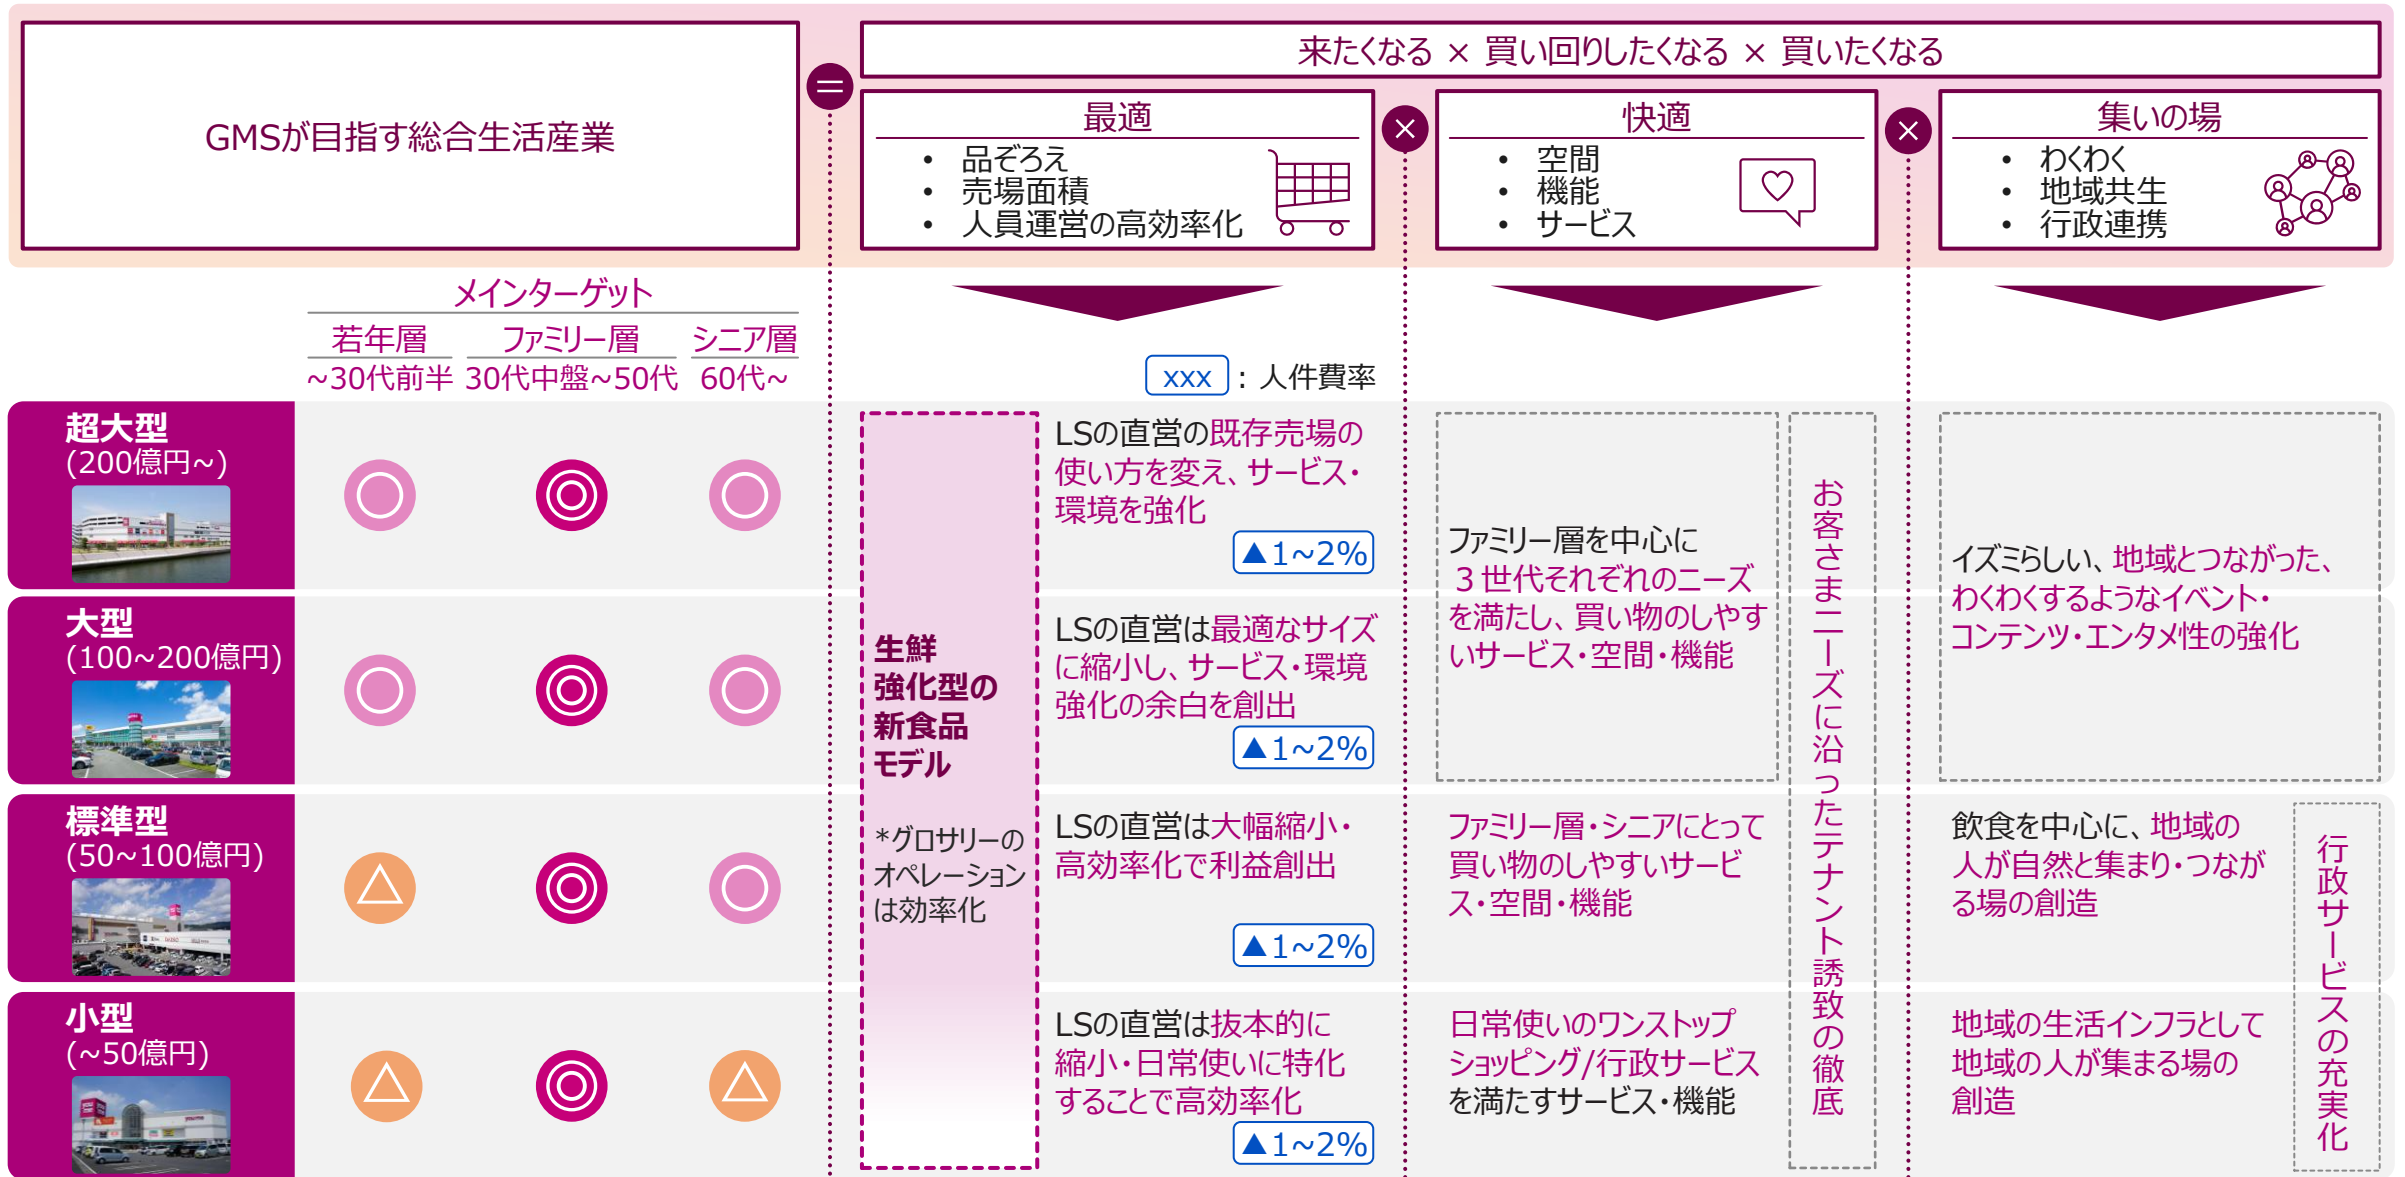 GMSが目指す総合生活産業
＝
来たくなる × 買い回りしたくなる × 買いたくなる
最適
• 品ぞろえ
• 売場面積
• 人員運営の高効率化
×
快適
• 空間
• 機能
• サービス
×
集いの場
• わくわく
• 地域共生
• 行政連携
メインターゲット
若年層
~30代前半
ファミリー層
30代中盤~50代
シニア層
60代~
xxx : 人件費率
超大型
(200億円~)
大型
(100~200億円)
標準型
(50~100億円)
小型
(~50億円)
生鮮
強化型の
新食品
モデル
*グロサリーの
オペレーション
は効率化
LSの直営の既存売場の
使い方を変え、サービス・
環境を強化
▲1~2%
LSの直営は最適なサイズ
に縮小し、サービス・環境
強化の余白を創出
▲1~2%
LSの直営は大幅縮小・
高効率化で利益創出
▲1~2%
LSの直営は抜本的に
縮小・日常使いに特化
することで高効率化
▲1~2%
ファミリー層を中心に
３世代それぞれのニーズ
を満たし、買い物のしやす
いサービス・空間・機能
ファミリー層・シニアにとって
買い物のしやすいサービ
ス・空間・機能
日常使いのワンストップ
ショッピング/行政サービス
を満たすサービス・機能
お客さまニーズに沿ったテナント誘致の徹底
イズミらしい、地域とつながった、
わくわくするようなイベント・
コンテンツ・エンタメ性の強化
飲食を中心に、地域の
人が自然と集まり・つなが
る場の創造
地域の生活インフラとして
地域の人が集まる場の
創造
行政サービスの充実化